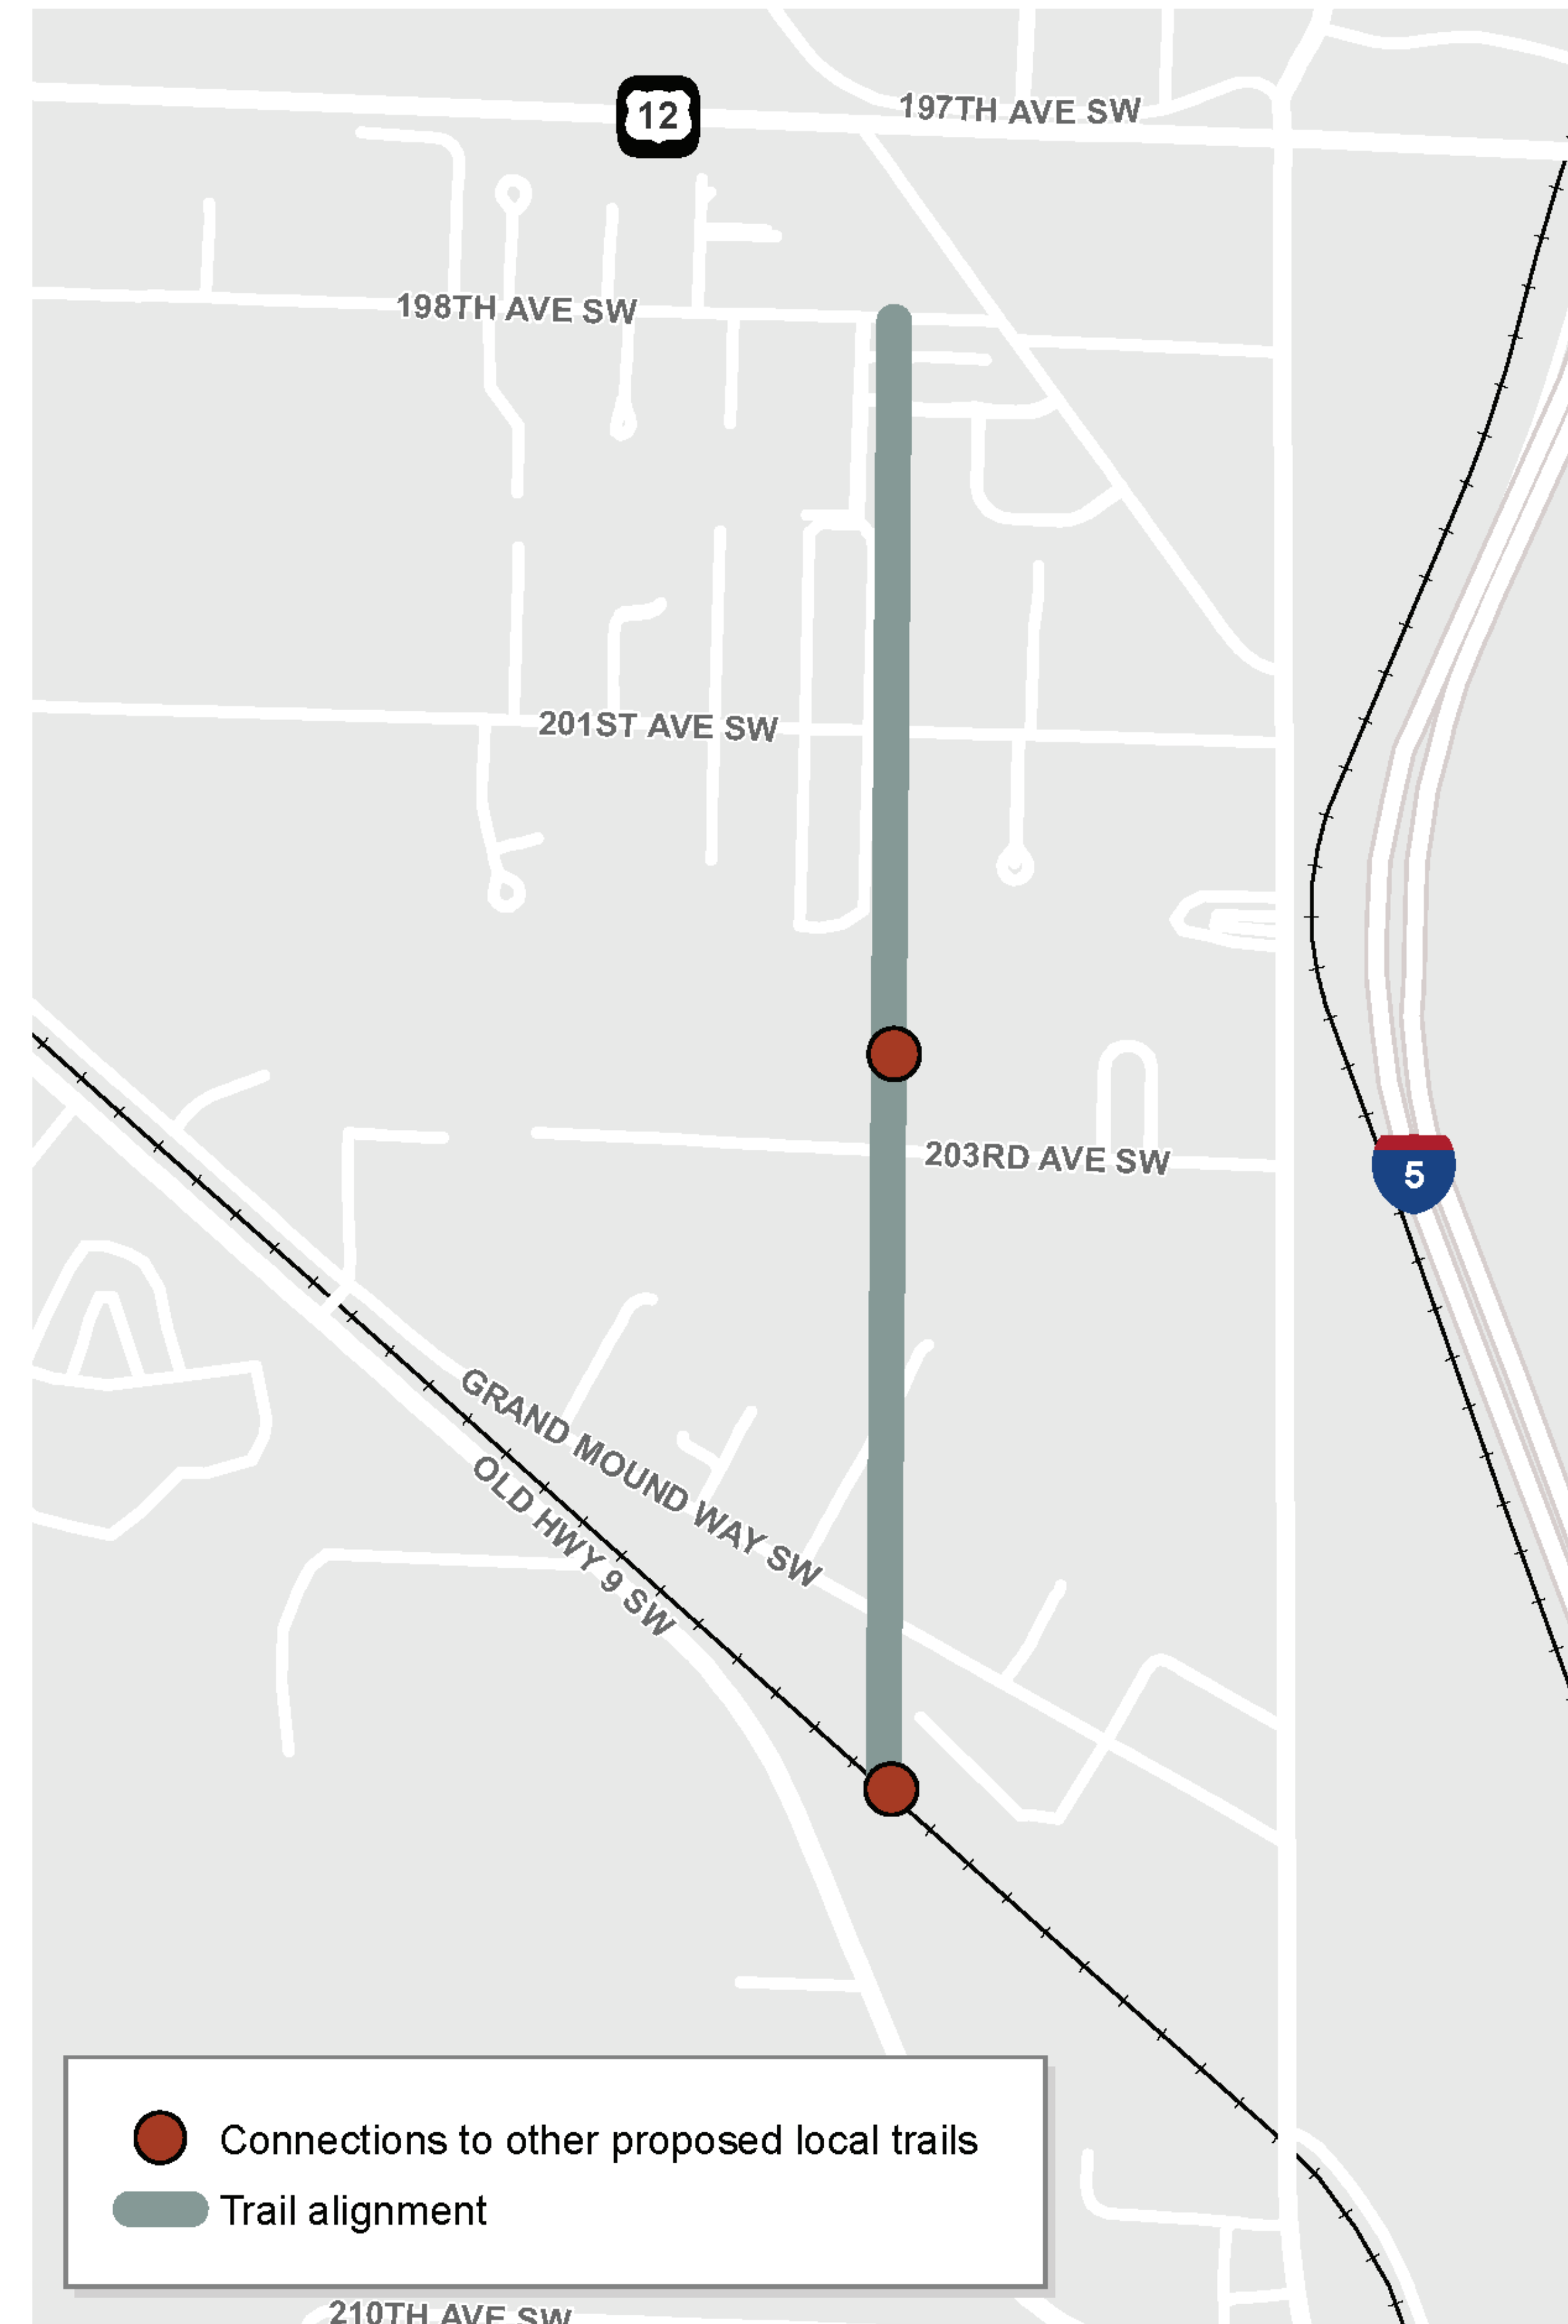 12
197TH AVE SW
198TH AVE SW
201ST AVE SW
203RD AVE SW
5
GRAND MOUND WAY SW
OLD HWY 9 SW
Connections to other proposed local trails
Trail alignment
210TH AVE SW